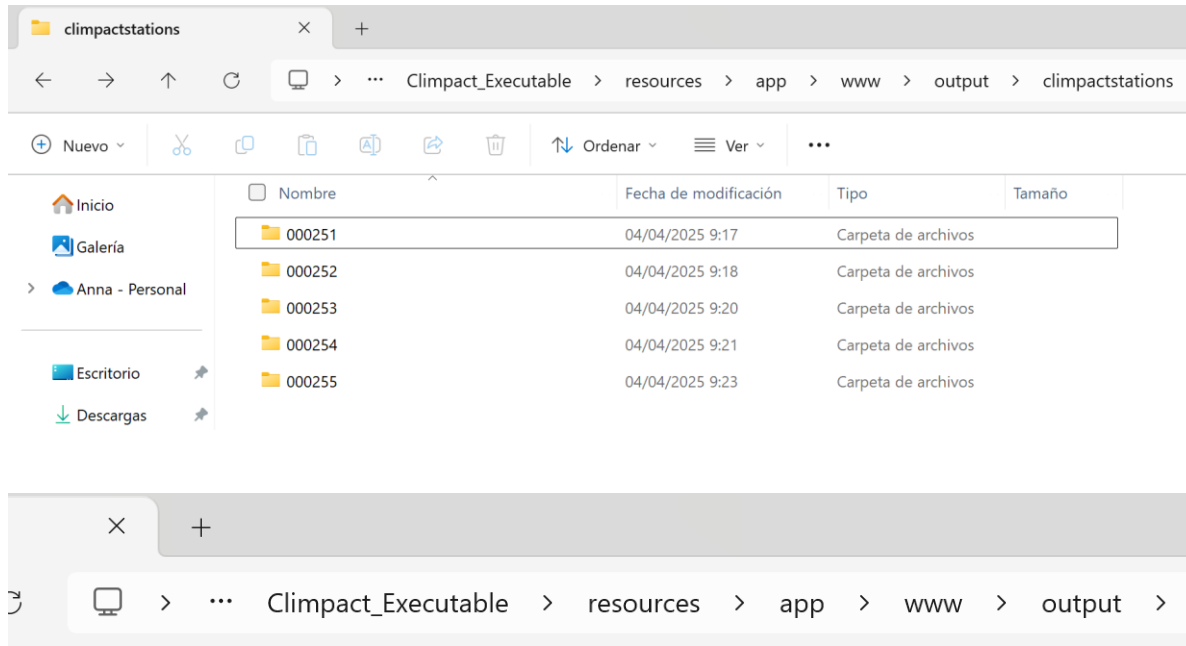 climpactstations
Climpact_Executable > resources > app > www > output > climpactstations
Nuevo Ordenar Ver
Nombre Fecha de modificación Tipo Tamaño
Inicio
000251 04/04/2025 9:17 Carpeta de archivos
Galería
000252 04/04/2025 9:18 Carpeta de archivos
Anna - Personal
000253 04/04/2025 9:20 Carpeta de archivos
000254 04/04/2025 9:21 Carpeta de archivos
Escritorio
000255 04/04/2025 9:23 Carpeta de archivos
Descargas
Climpact_Executable > resources > app > www > output >